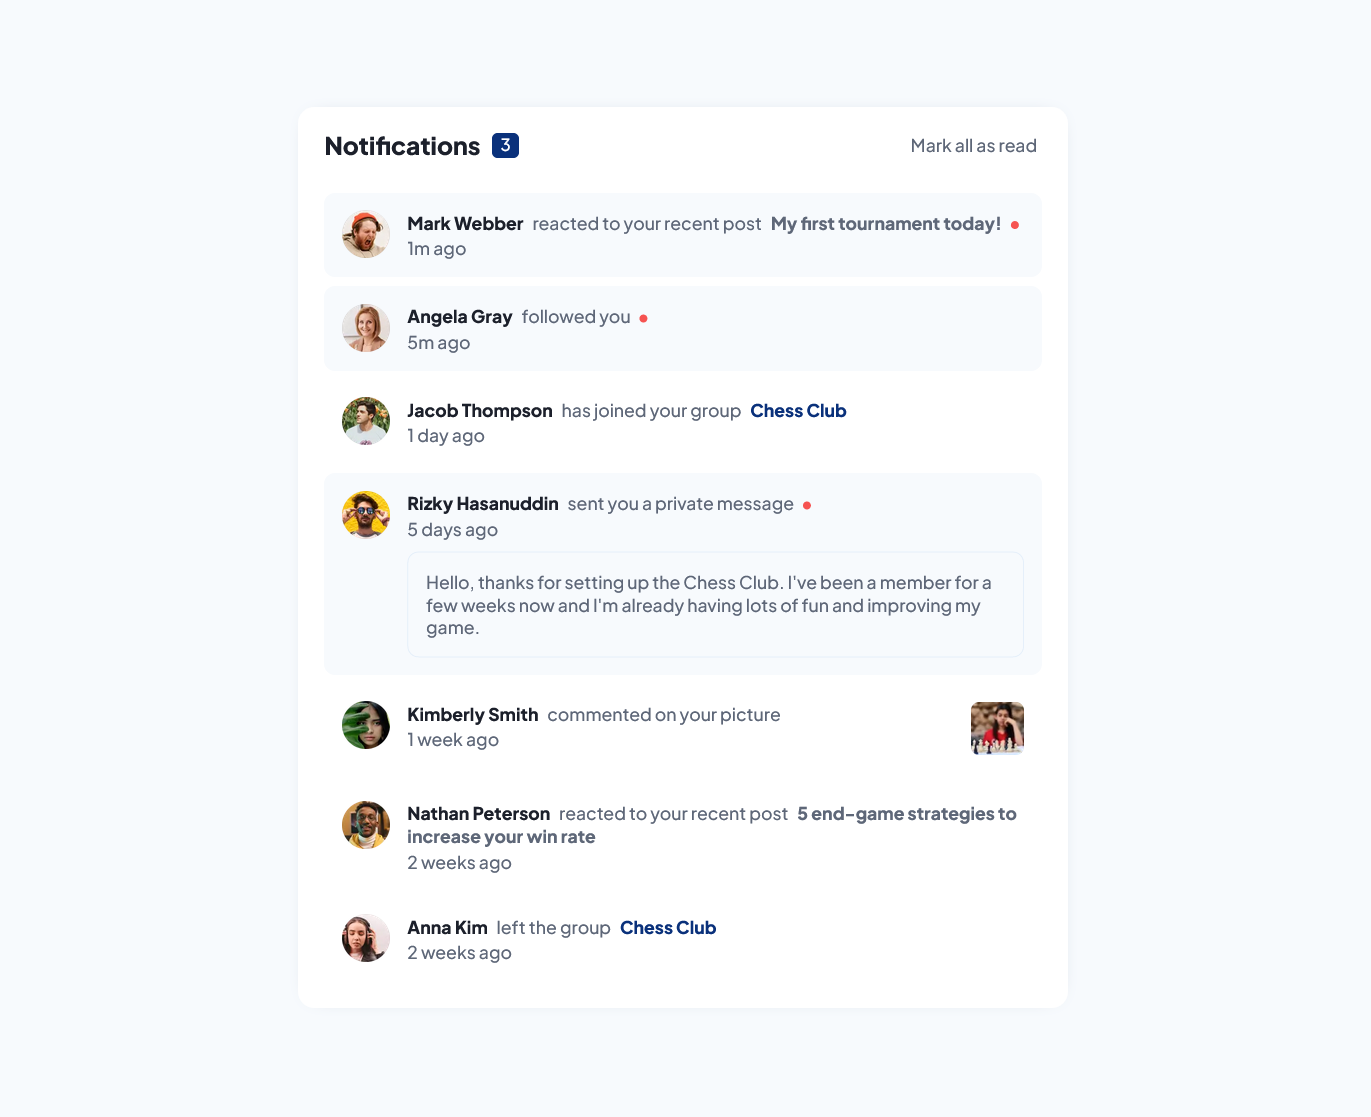 Notifications 3 Mark all as read
Mark Webber reacted to your recent post My first tournament today!
1m ago
Angela Gray followed you
5m ago
Jacob Thompson has joined your group Chess Club
1 day ago
Rizky Hasanuddin sent you a private message
5 days ago
Hello, thanks for setting up the Chess Club. I've been a member for a
few weeks now and I'm already having lots of fun and improving my
game.
Kimberly Smith commented on your picture
1 week ago
Nathan Peterson reacted to your recent post 5 end-game strategies to
increase your win rate
2 weeks ago
Anna Kim left the group Chess Club
2 weeks ago